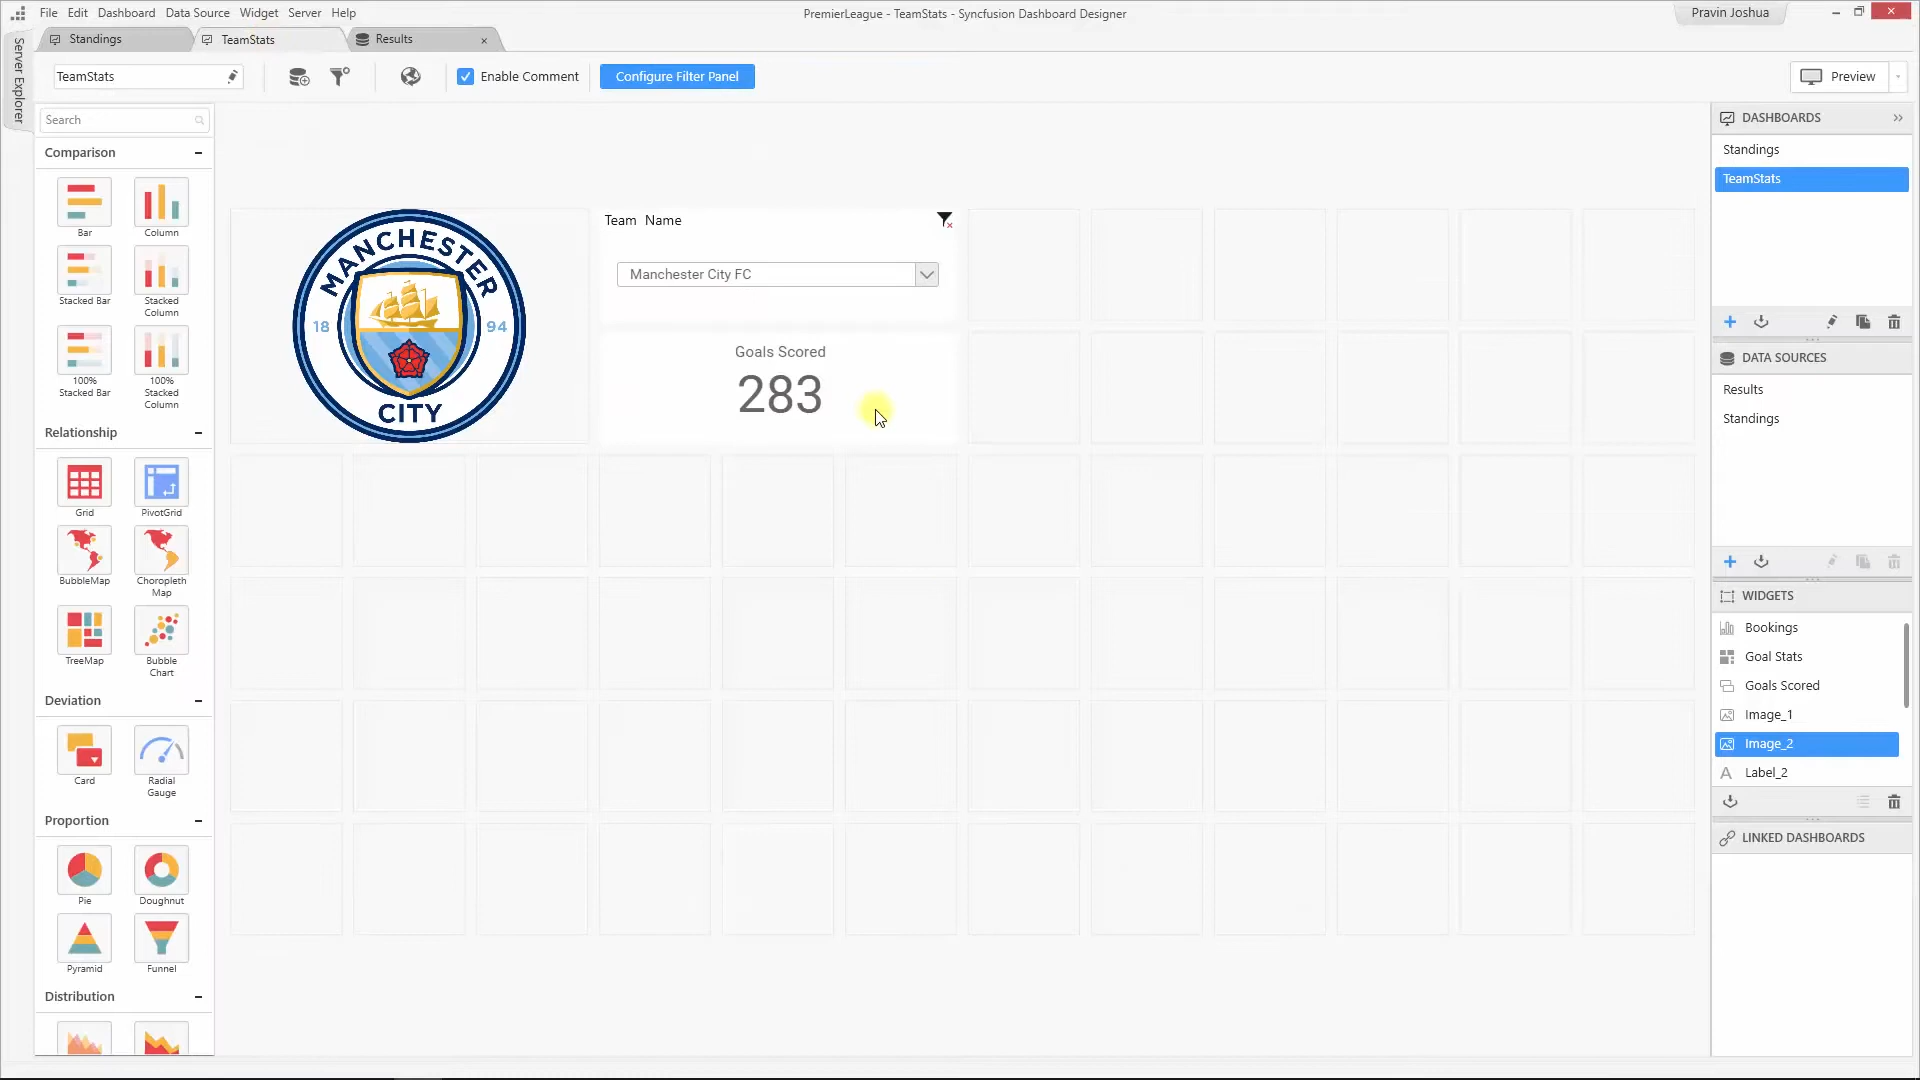 File Edit Dashboard Data Source Widget Server Help
PremierLeague - TeamStats - Syncfusion Dashboard Designer
Pravin Joshua
Server Explorer
Standings
TeamStats
Results
TeamStats
Enable Comment
Configure Filter Panel
Preview
Search
Comparison
Bar
Column
Stacked Bar
Stacked
Column
100%
Stacked Bar
100%
Stacked
Column
Relationship
Grid
PivotGrid
BubbleMap
Choropleth
Map
TreeMap
Bubble
Chart
Deviation
Card
Radial
Gauge
Proportion
Pie
Doughnut
Pyramid
Funnel
Distribution
MANCHESTER
18 94
CITY
Team Name
Manchester City FC
Goals Scored
283
DASHBOARDS
Standings
TeamStats
DATA SOURCES
Results
Standings
WIDGETS
Bookings
Goal Stats
Goals Scored
Image_1
Image_2
Label_2
LINKED DASHBOARDS